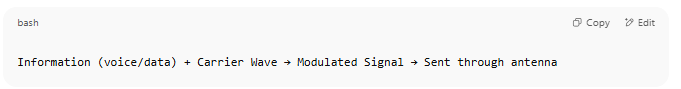 bash
Copy
Edit
Information (voice/data) + Carrier Wave → Modulated Signal → Sent through antenna